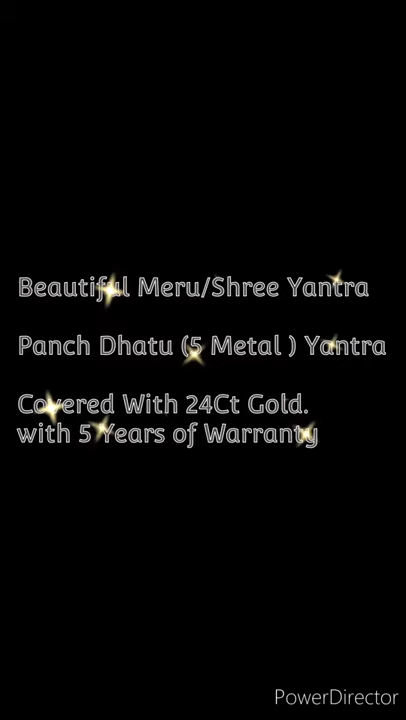 Beautiful Meru/Shree Yantra
Panch Dhatu (5 Metal ) Yantra
Covered With 24Ct Gold.
with 5 Years of Warranty
PowerDirector